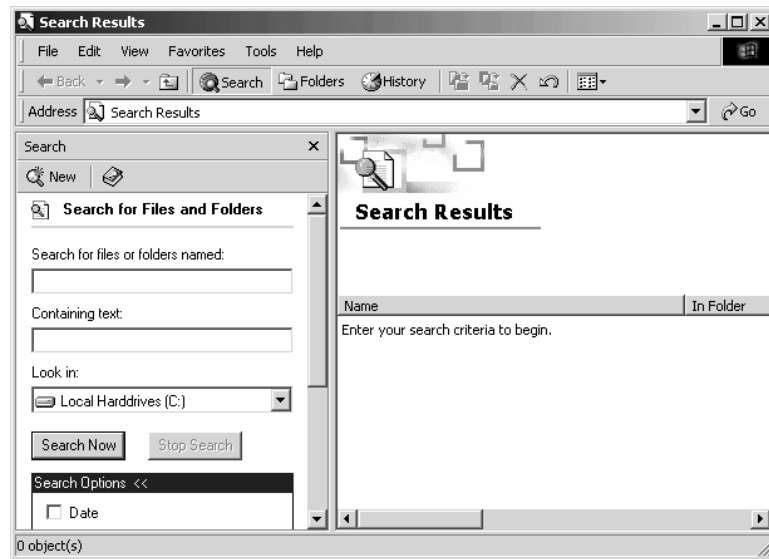 Search Results
File Edit View Favorites Tools Help
Back Search Folders History
Address Search Results Go
Search
New
Search for Files and Folders
Search for files or folders named:
Containing text:
Look in:
Local Harddrives (C:)
Search Now Stop Search
Search Options <<
Date
Search Results
Name In Folder
Enter your search criteria to begin.
0 object(s)